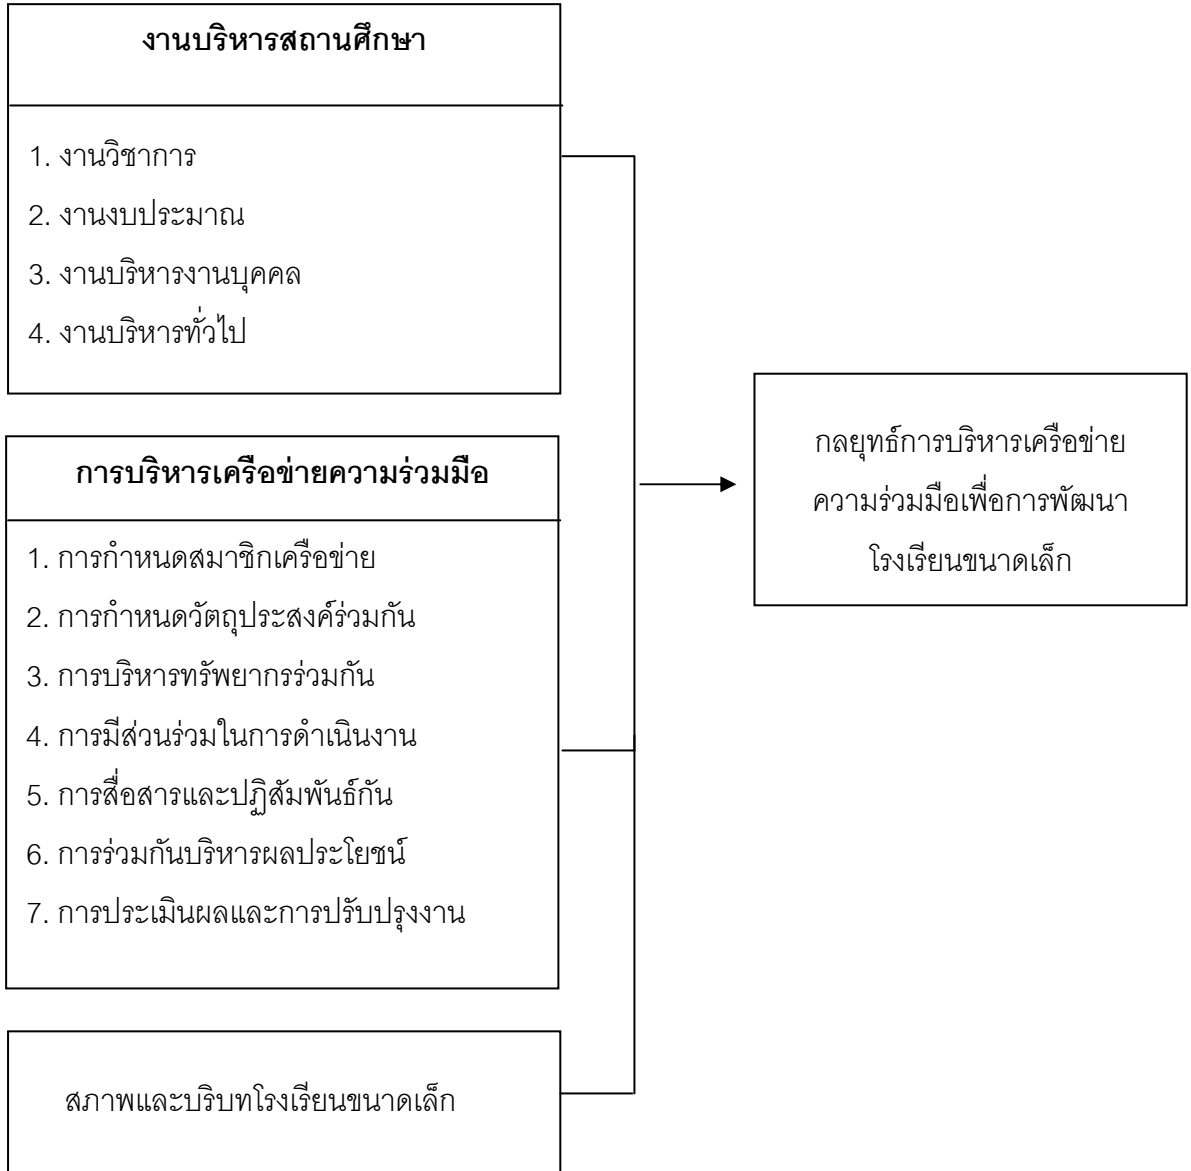 งานบริหารสถานศึกษา
1. งานวิชาการ
2. งานงบประมาณ
3. งานบริหารงานบุคคล
4. งานบริหารทั่วไป
การบริหารเครือข่ายความร่วมมือ
1. การกำหนดสมาชิกเครือข่าย
2. การกำหนดวัตถุประสงค์ร่วมกัน
3. การบริหารทรัพยากรร่วมกัน
4. การมีส่วนร่วมในการดำเนินงาน
5. การสื่อสารและปฏิสัมพันธ์กัน
6. การร่วมกันบริหารผลประโยชน์
7. การประเมินผลและการปรับปรุงงาน
สภาพและบริบทโรงเรียนขนาดเล็ก
กลยุทธ์การบริหารเครือข่าย
ความร่วมมือเพื่อการพัฒนา
โรงเรียนขนาดเล็ก